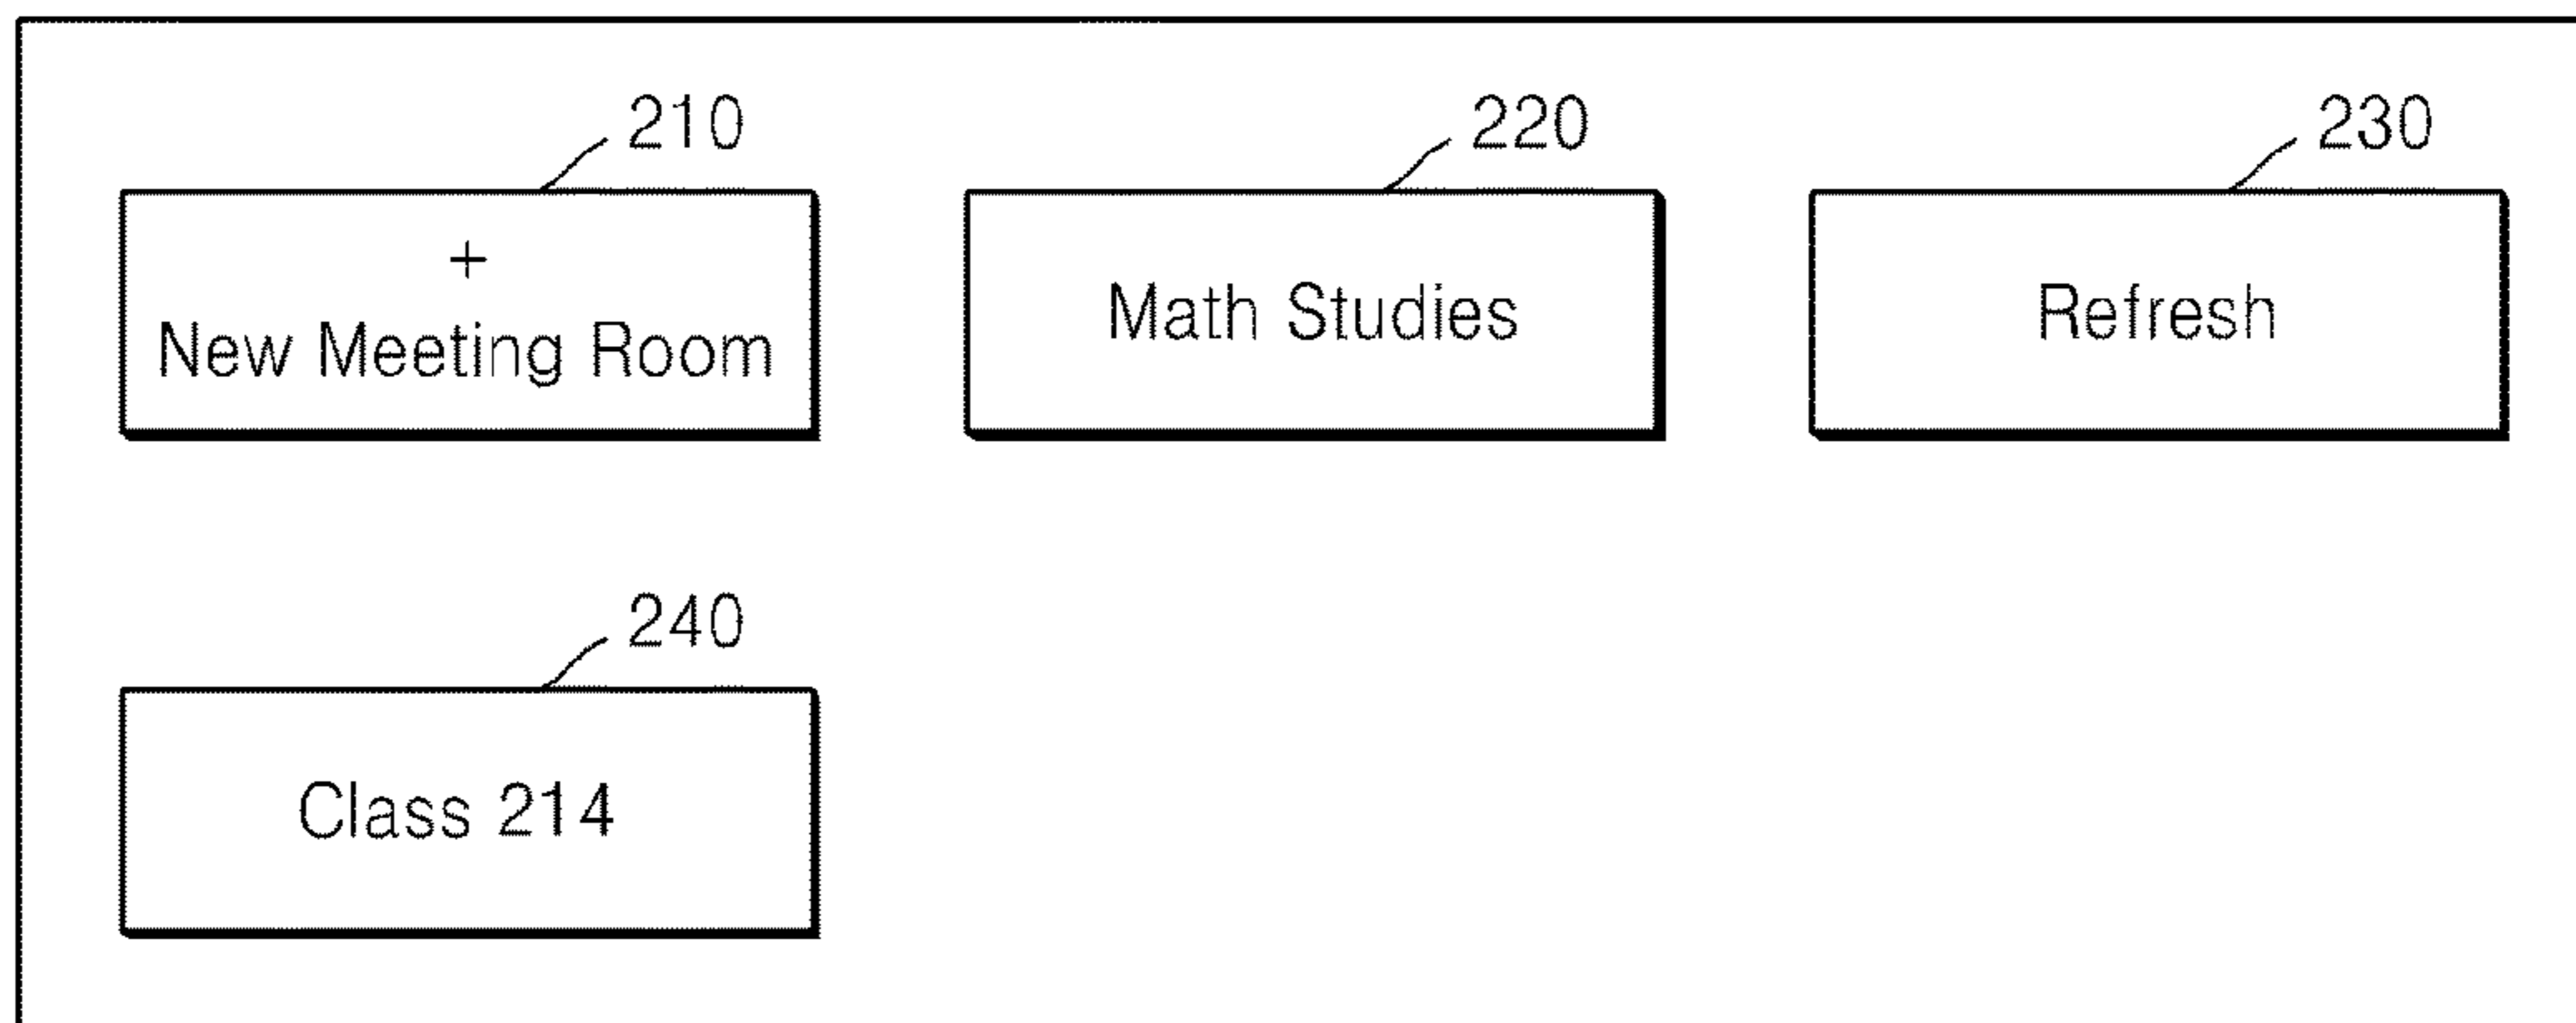 210
220
230
+
New Meeting Room
Math Studies
Refresh
240
Class 214